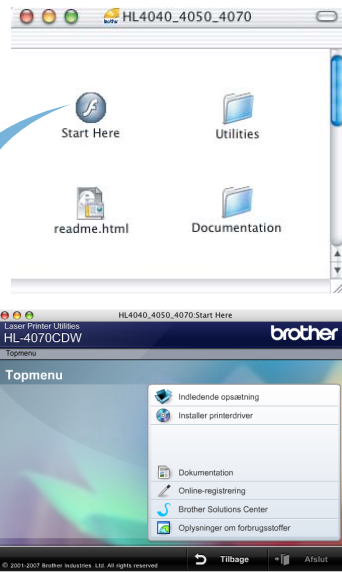 HL4040_4050_4070
Start Here
Utilities
readme.html
Documentation
HL4040_4050_4070:Start Here
Laser Printer Utilities
HL-4070CDW
brother
Topmenu
Topmenu
Indledende opsætning
Installer printerdriver
Dokumentation
Online-registrering
Brother Solutions Center
Oplysninger om forbrugsstoffer
© 2001-2007 Brother Industries Ltd. All rights reserved
Tilbage
Afslut